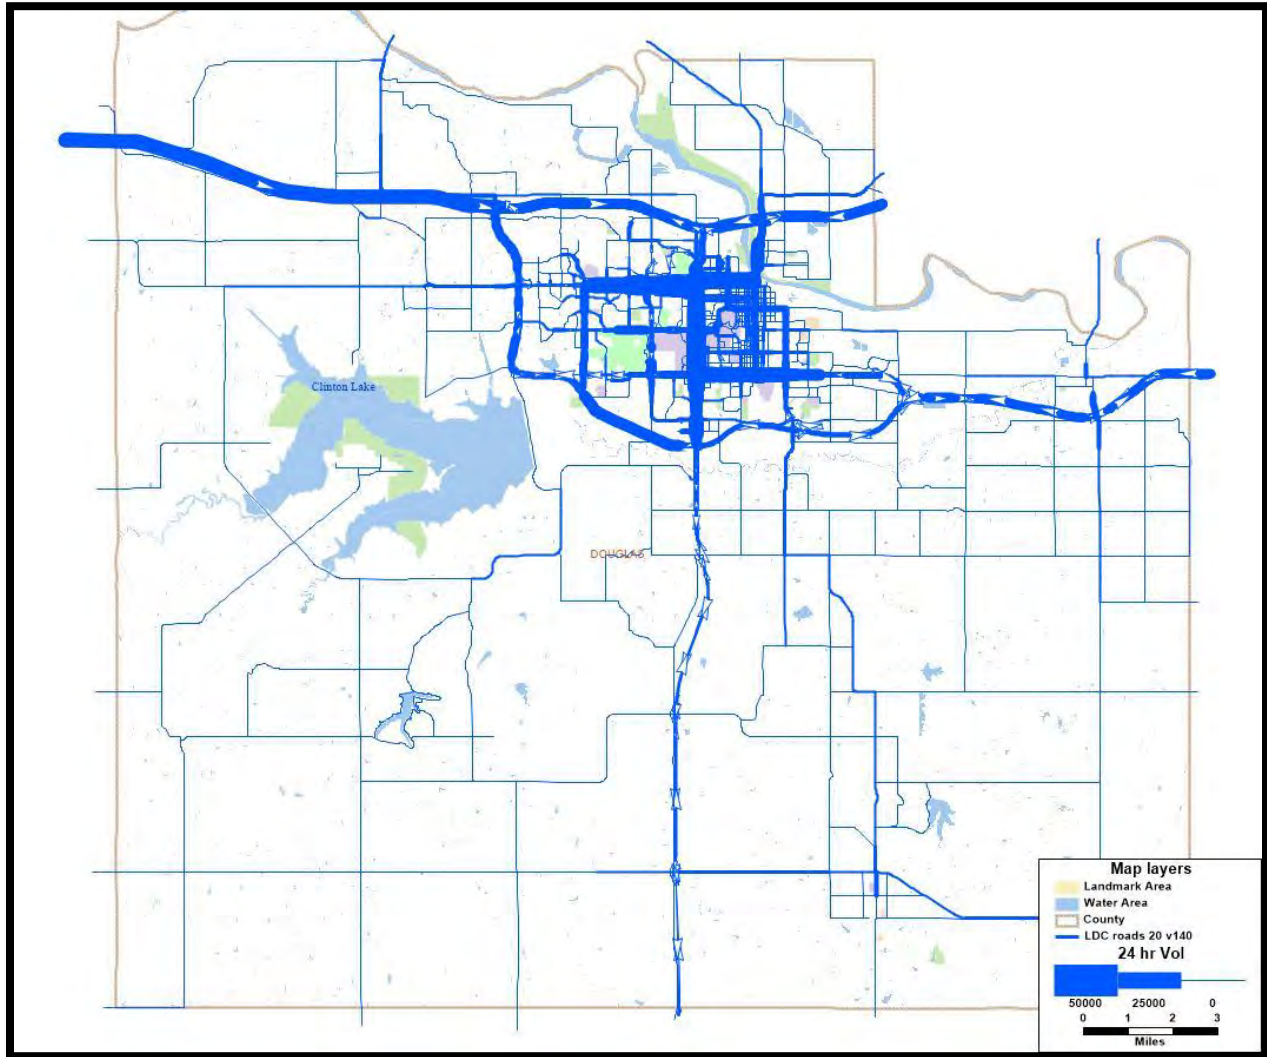 Clinton Lake
DOUGLAS
Map layers
Landmark Area
Water Area
County
LDC roads 20 v140
24 hr Vol
50000 25000 0
0 1 2 3
Miles